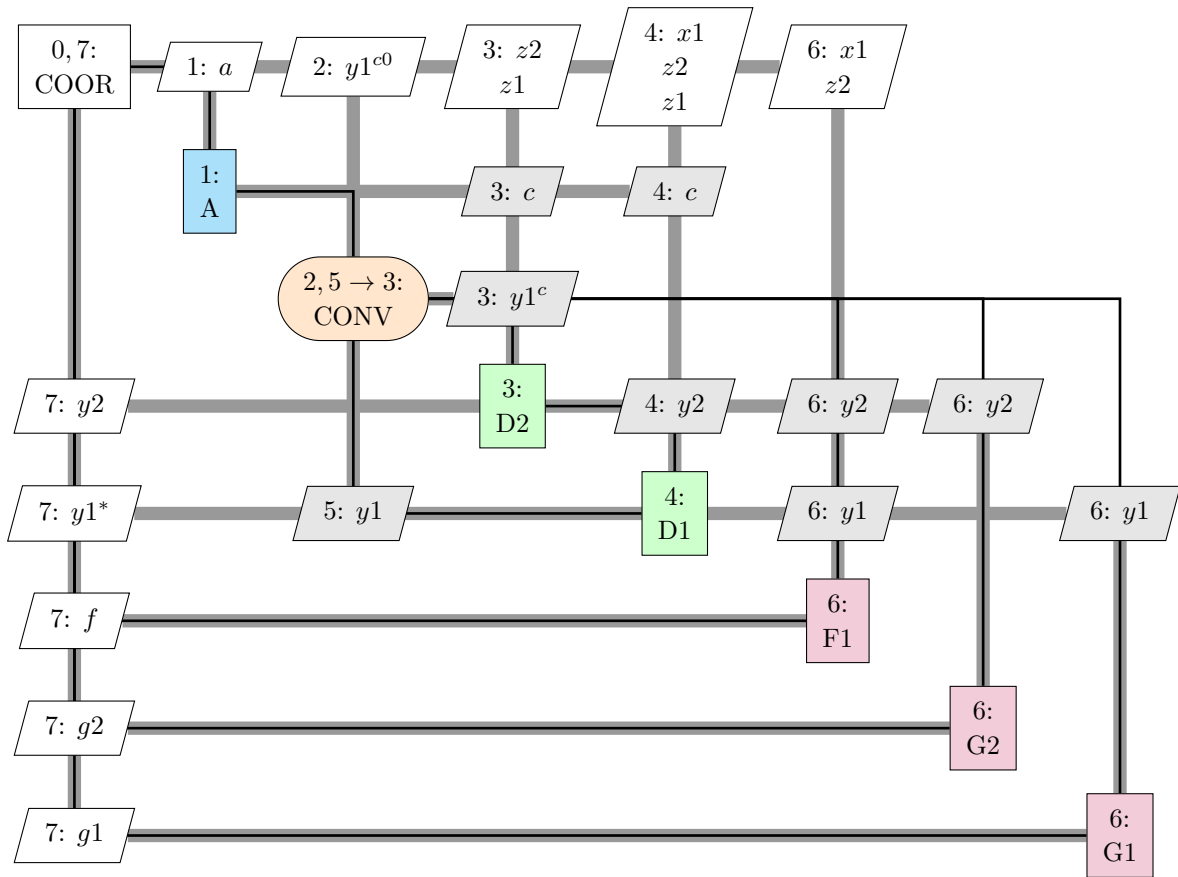 0, 7:
COOR
1: a
2: y1^{c0}
3: z2
z1
4: x1
z2
z1
6: x1
z2
1:
A
3: c
4: c
2, 5 → 3:
CONV
3: y1^c
7: y2
3:
D2
4: y2
6: y2
6: y2
7: y1*
5: y1
4:
D1
6: y1
6: y1
7: f
6:
F1
7: g2
6:
G2
7: g1
6:
G1